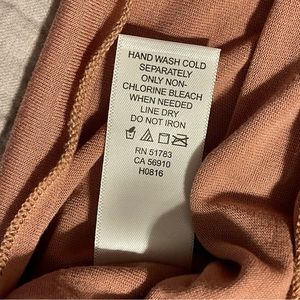 HAND WASH COLD
SEPARATELY
ONLY NON-
CHLORINE BLEACH
WHEN NEEDED
LINE DRY
DO NOT IRON
RN 51783
CA 56910
H0816